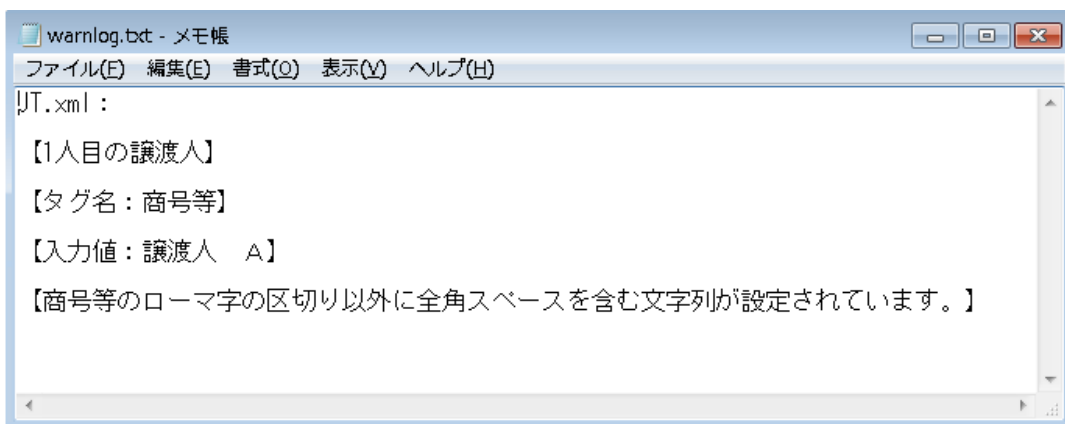 warnlog.txt - メモ帳
ファイル(F) 編集(E) 書式(O) 表示(V) ヘルプ(H)
JT.xml：
【1人目の譲渡人】
【タグ名：商号等】
【入力値：譲渡人　Ａ】
【商号等のローマ字の区切り以外に全角スペースを含む文字列が設定されています。】